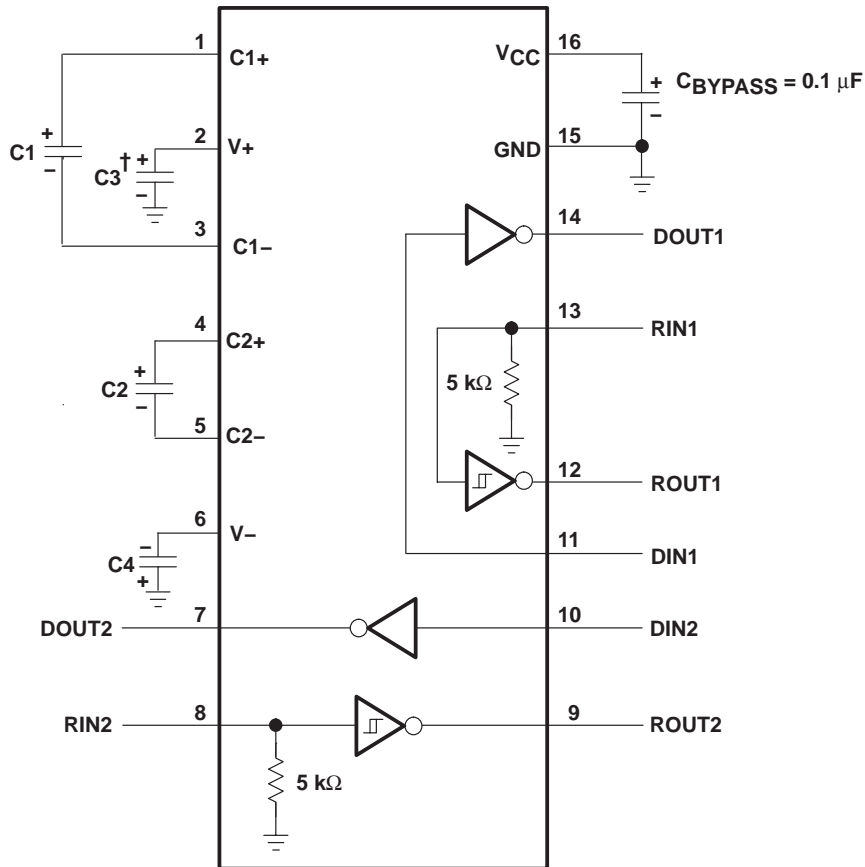 1
C1+
VCC
16
+
CBYPASS = 0.1 μF
–
C1
+
–
2
V+
C3† +
–
15
GND
3
C1–
14
DOUT1
4
C2+
13
RIN1
C2
+
–
5 kΩ
5
C2–
12
ROUT1
6
V–
C4
–
+
11
DIN1
DOUT2
7
10
DIN2
RIN2
8
9
ROUT2
5 kΩ